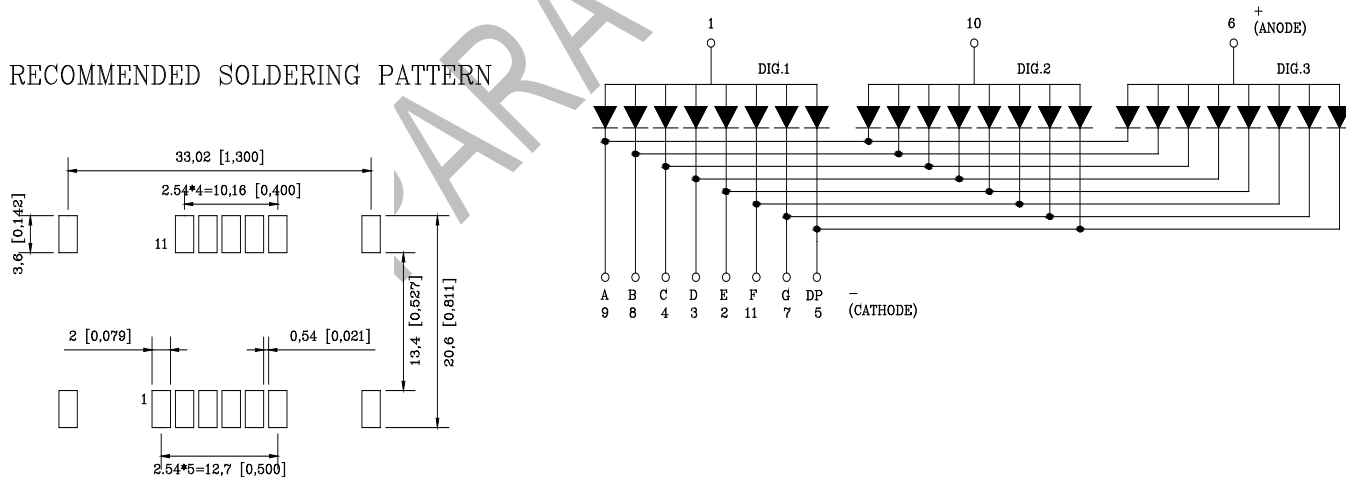 RECOMMENDED SOLDERING PATTERN
33,02 [1,300]
2.54*4=10,16 [0,400]
3,6 [0,142]
11
13,4 [0,527]
20,6 [0,811]
2 [0,079]
0,54 [0,021]
1
2.54*5=12,7 [0,500]
PARA
1 10 6 +
(ANODE)
DIG.1 DIG.2 DIG.3
A B C D E F G DP −
9 8 4 3 2 11 7 5 (CATHODE)